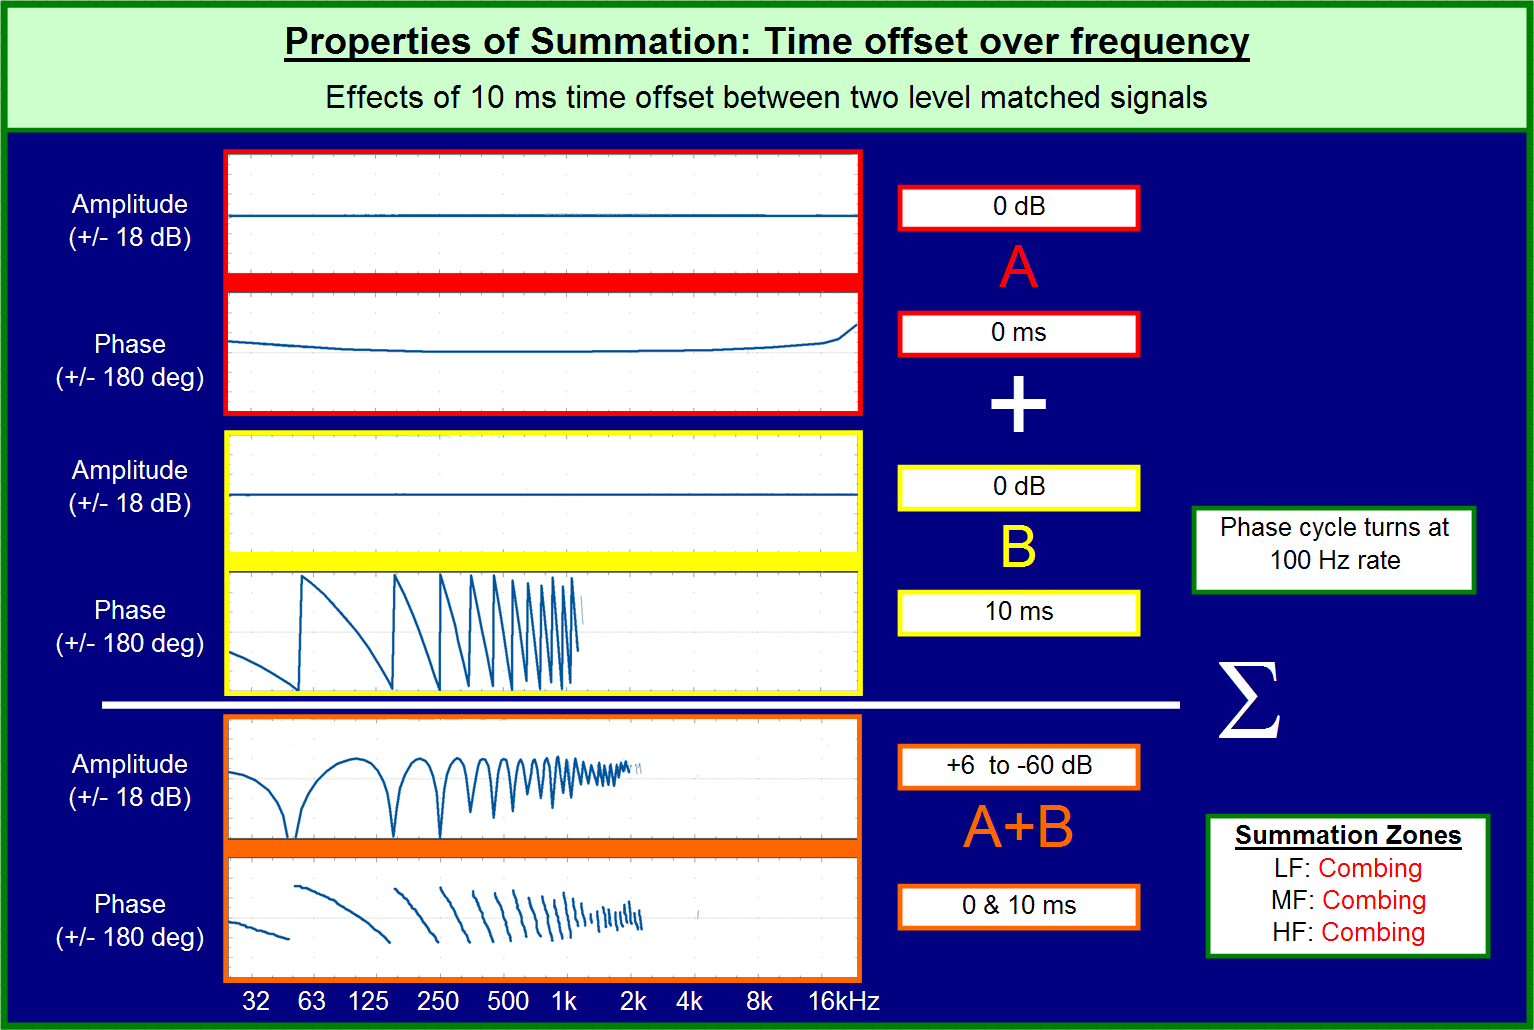 Properties of Summation: Time offset over frequency
Effects of 10 ms time offset between two level matched signals
Amplitude
(+/- 18 dB)
0 dB
A
Phase
(+/- 180 deg)
0 ms
+
Amplitude
(+/- 18 dB)
0 dB
B
Phase cycle turns at
100 Hz rate
Phase
(+/- 180 deg)
10 ms
Σ
Amplitude
(+/- 18 dB)
+6 to -60 dB
A+B
Summation Zones
LF: Combing
MF: Combing
HF: Combing
Phase
(+/- 180 deg)
0 & 10 ms
32 63 125 250 500 1k 2k 4k 8k 16kHz